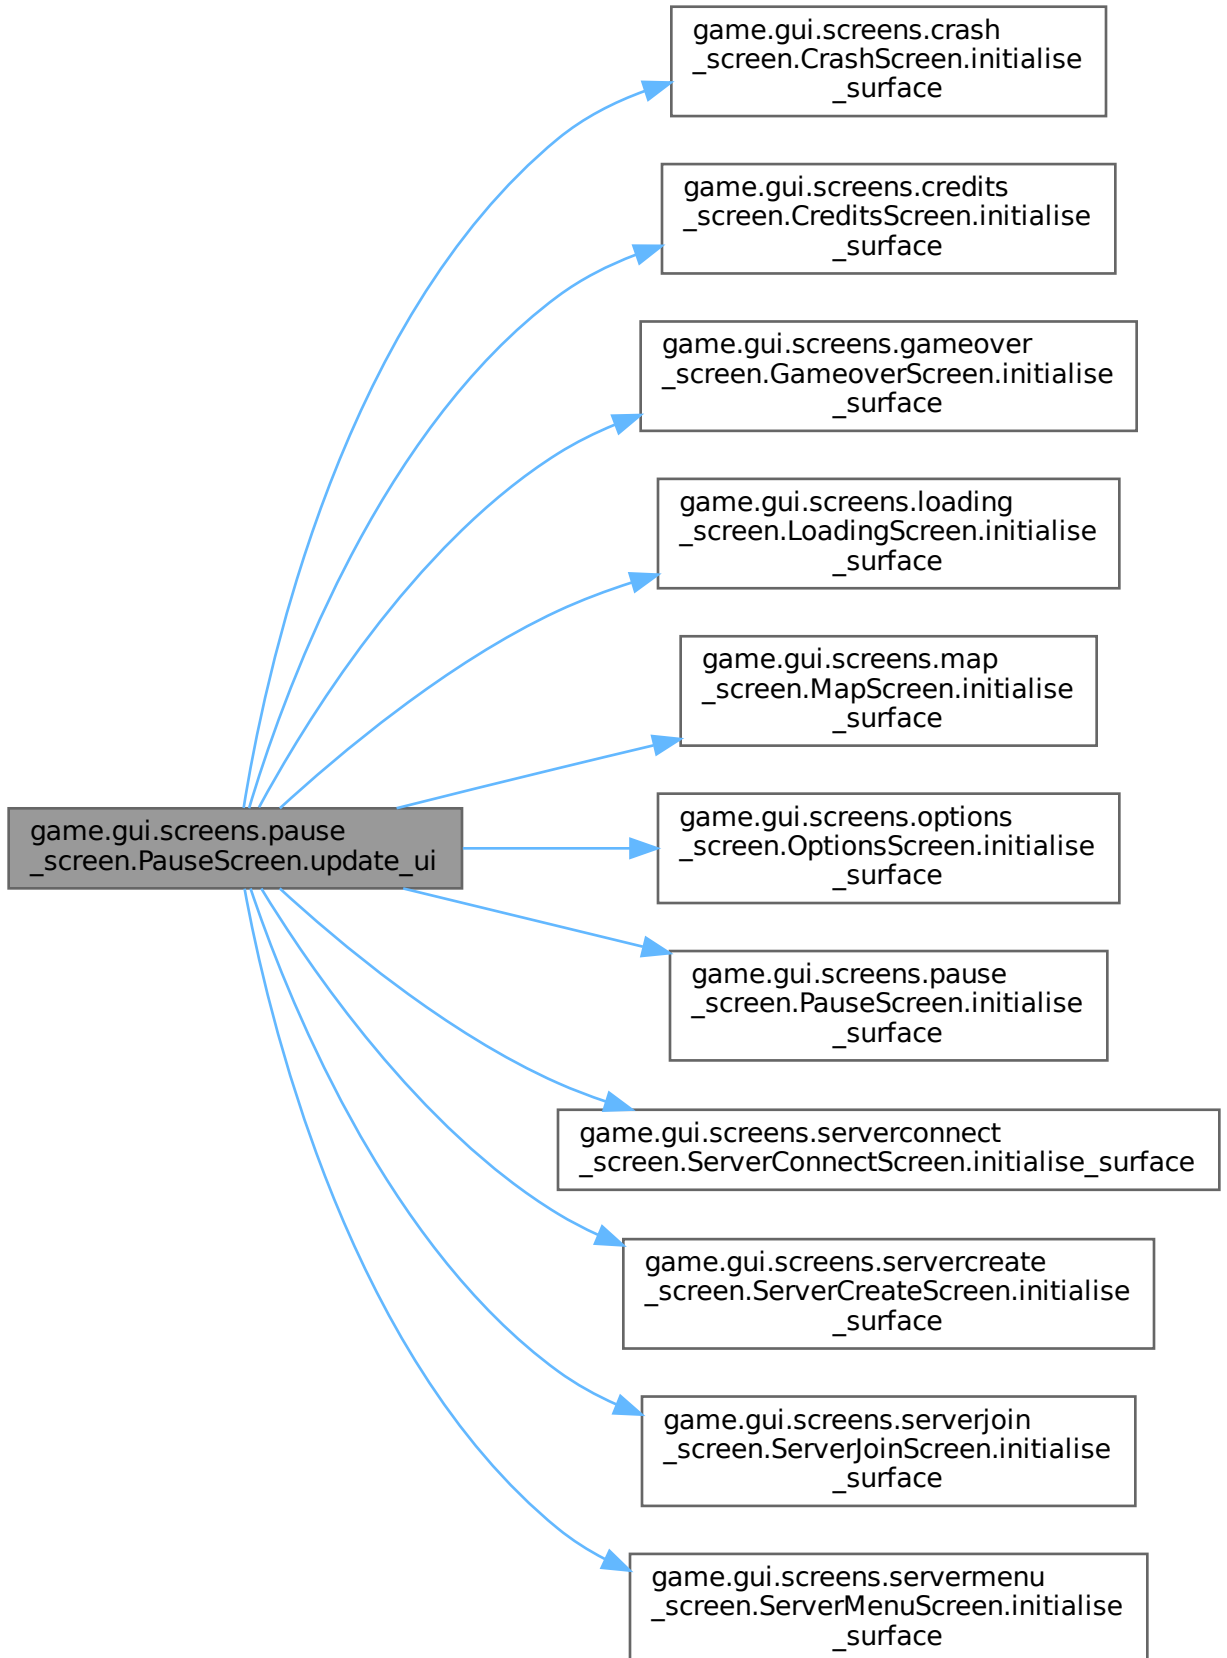 game.gui.screens.crash
_screen.CrashScreen.initialise
_surface
game.gui.screens.credits
_screen.CreditsScreen.initialise
_surface
game.gui.screens.gameover
_screen.GameoverScreen.initialise
_surface
game.gui.screens.loading
_screen.LoadingScreen.initialise
_surface
game.gui.screens.map
_screen.MapScreen.initialise
_surface
game.gui.screens.pause
_screen.PauseScreen.update_ui
game.gui.screens.options
_screen.OptionsScreen.initialise
_surface
game.gui.screens.pause
_screen.PauseScreen.initialise
_surface
game.gui.screens.serverconnect
_screen.ServerConnectScreen.initialise_surface
game.gui.screens.servercreate
_screen.ServerCreateScreen.initialise
_surface
game.gui.screens.serverjoin
_screen.ServerJoinScreen.initialise
_surface
game.gui.screens.servermenu
_screen.ServerMenuScreen.initialise
_surface